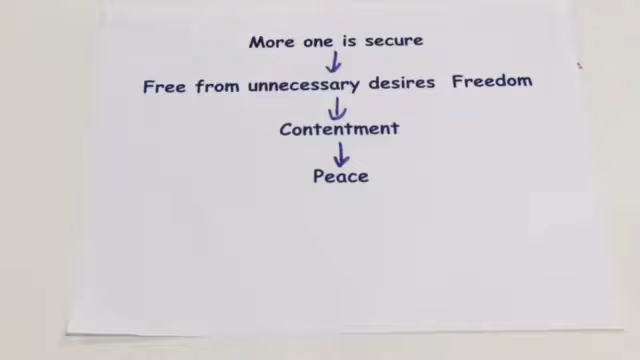 More one is secure
Free from unnecessary desires Freedom
Contentment
Peace